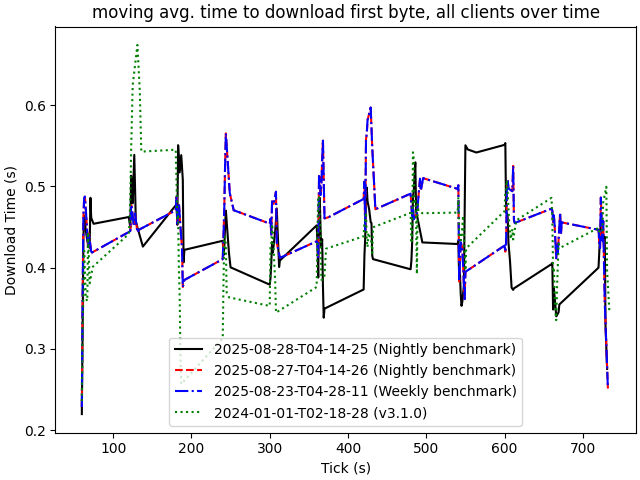 moving avg. time to download first byte, all clients over time
Download Time (s)
0.6
0.5
0.4
0.3
0.2
100
200
300
400
500
600
700
Tick (s)
2025-08-28-T04-14-25 (Nightly benchmark)
2025-08-27-T04-14-26 (Nightly benchmark)
2025-08-23-T04-28-11 (Weekly benchmark)
2024-01-01-T02-18-28 (v3.1.0)